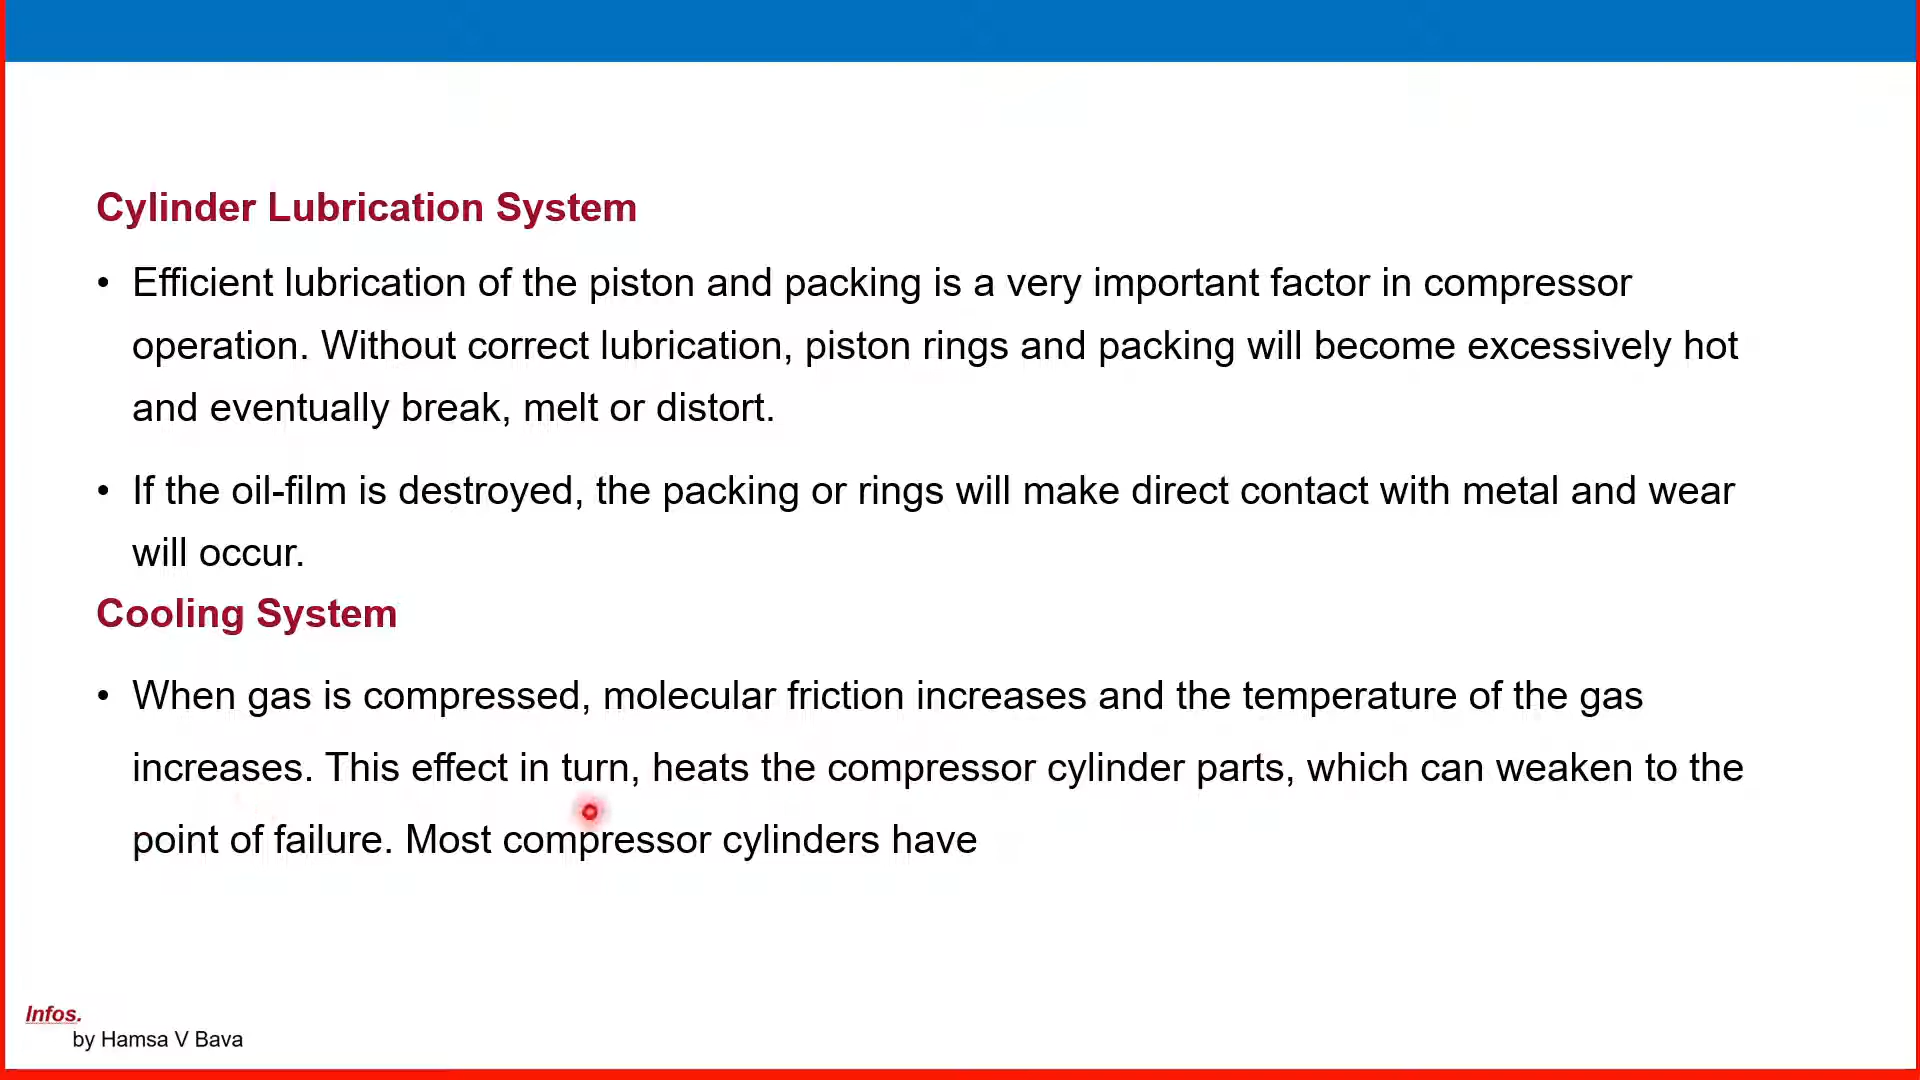 Cylinder Lubrication System
• Efficient lubrication of the piston and packing is a very important factor in compressor
operation. Without correct lubrication, piston rings and packing will become excessively hot
and eventually break, melt or distort.
• If the oil-film is destroyed, the packing or rings will make direct contact with metal and wear
will occur.
Cooling System
• When gas is compressed, molecular friction increases and the temperature of the gas
increases. This effect in turn, heats the compressor cylinder parts, which can weaken to the
point of failure. Most compressor cylinders have
Infos.
by Hamsa V Bava